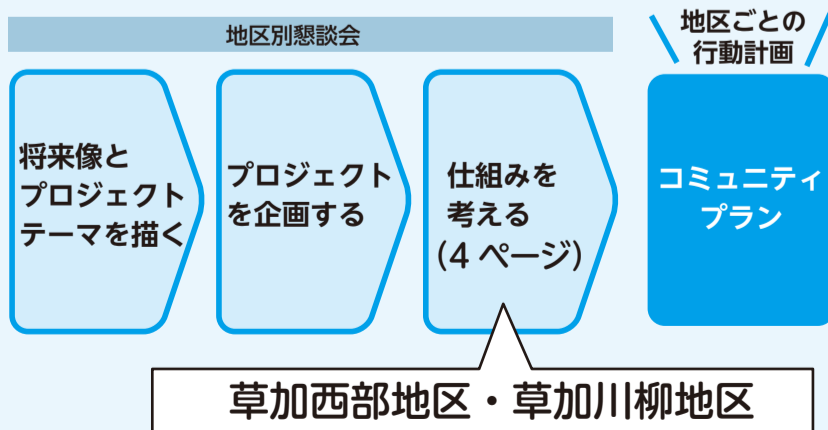 地区別懇談会
将来像と
プロジェクト
テーマを描く
プロジェクト
を企画する
仕組みを
考える
(4 ページ)
地区ごとの
行動計画
コミュニティ
プラン
草加西部地区・草加川柳地区